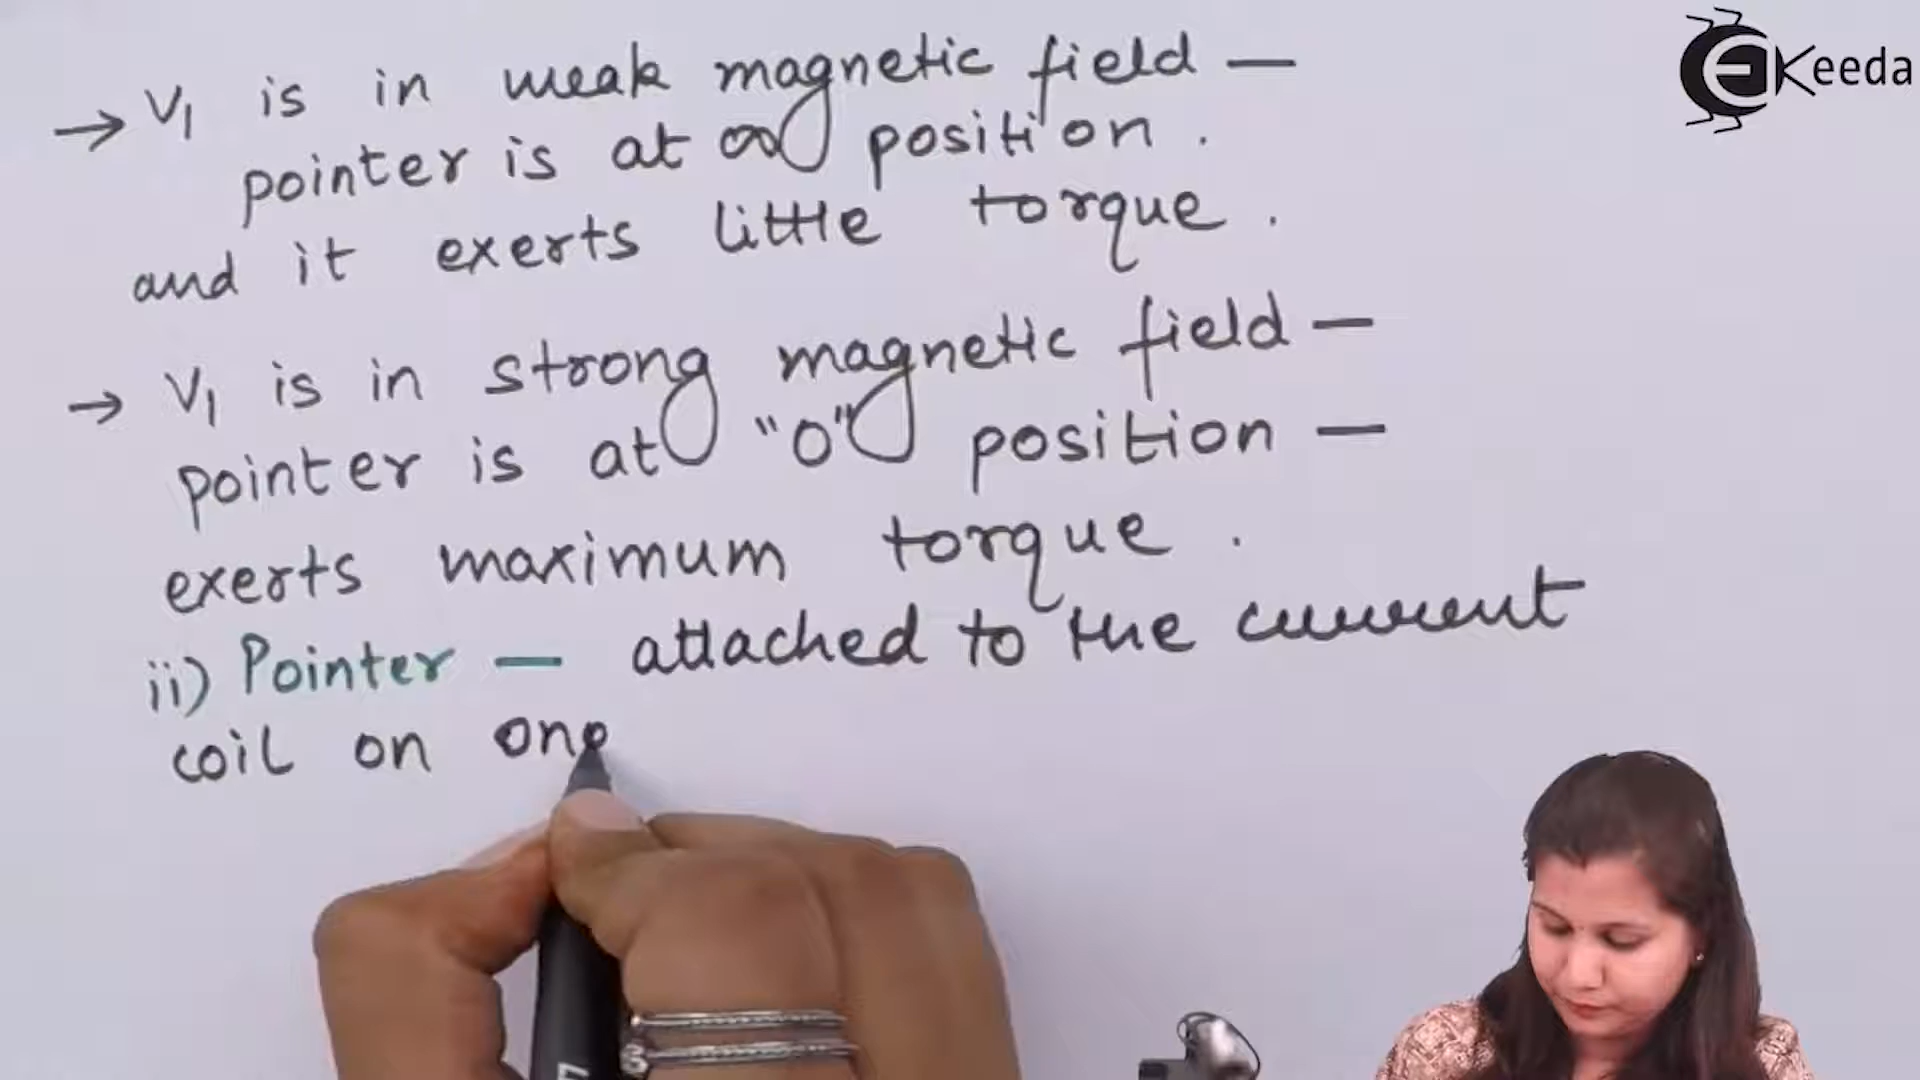 → V1 is in weak magnetic field —
pointer is at ∞ position .
and it exerts little torque .
→ V1 is in strong magnetic field —
pointer is at "0" position —
exerts maximum torque .
ii) Pointer — attached to the current
coil on one
EKeeda